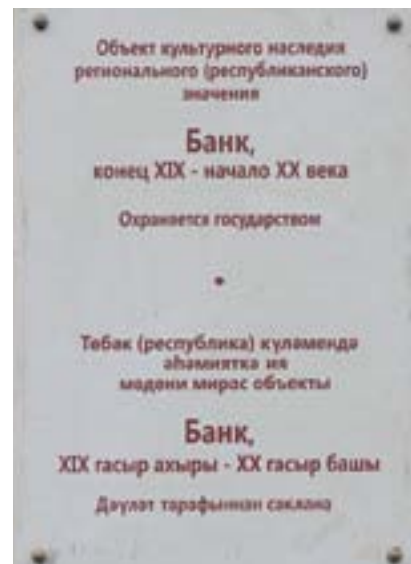 Объект культурного наследия
регионального (республиканского)
значения
Банк,
конец XIX - начало XX века
Охраняется государством
Төбәк (республика) күләмендә
әһәмияткә ия
мәдәни мирас объекты
Банк,
XIX гасыр ахыры - XX гасыр башы
Дәүләт тарафыннан саклана